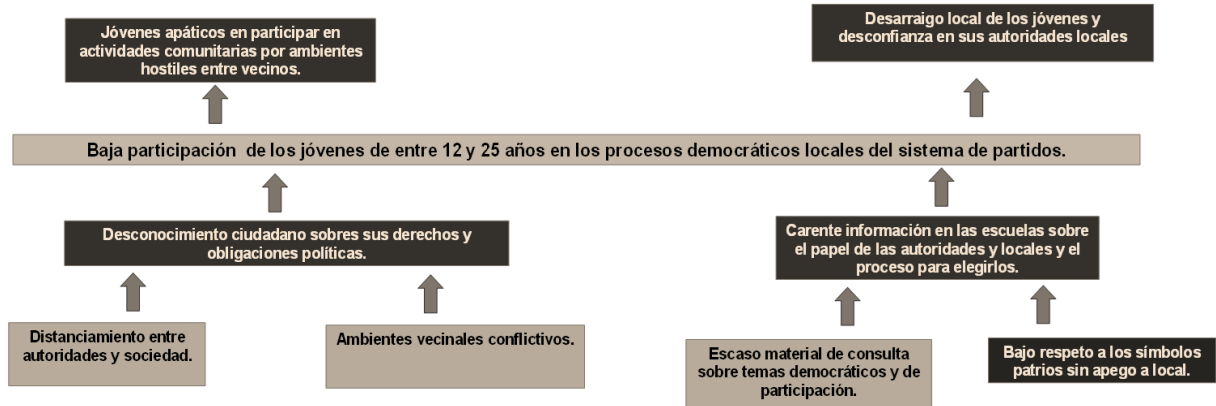 Jóvenes apáticos en participar en
actividades comunitarias por ambientes
hostiles entre vecinos.
Desarraigo local de los jóvenes y
desconfianza en sus autoridades locales
Baja participación de los jóvenes de entre 12 y 25 años en los procesos democráticos locales del sistema de partidos.
Desconocimiento ciudadano sobres sus derechos y
obligaciones políticas.
Carente información en las escuelas sobre
el papel de las autoridades y locales y el
proceso para elegirlos.
Distanciamiento entre
autoridades y sociedad.
Ambientes vecinales conflictivos.
Escaso material de consulta
sobre temas democráticos y de
participación.
Bajo respeto a los símbolos
patrios sin apego a local.